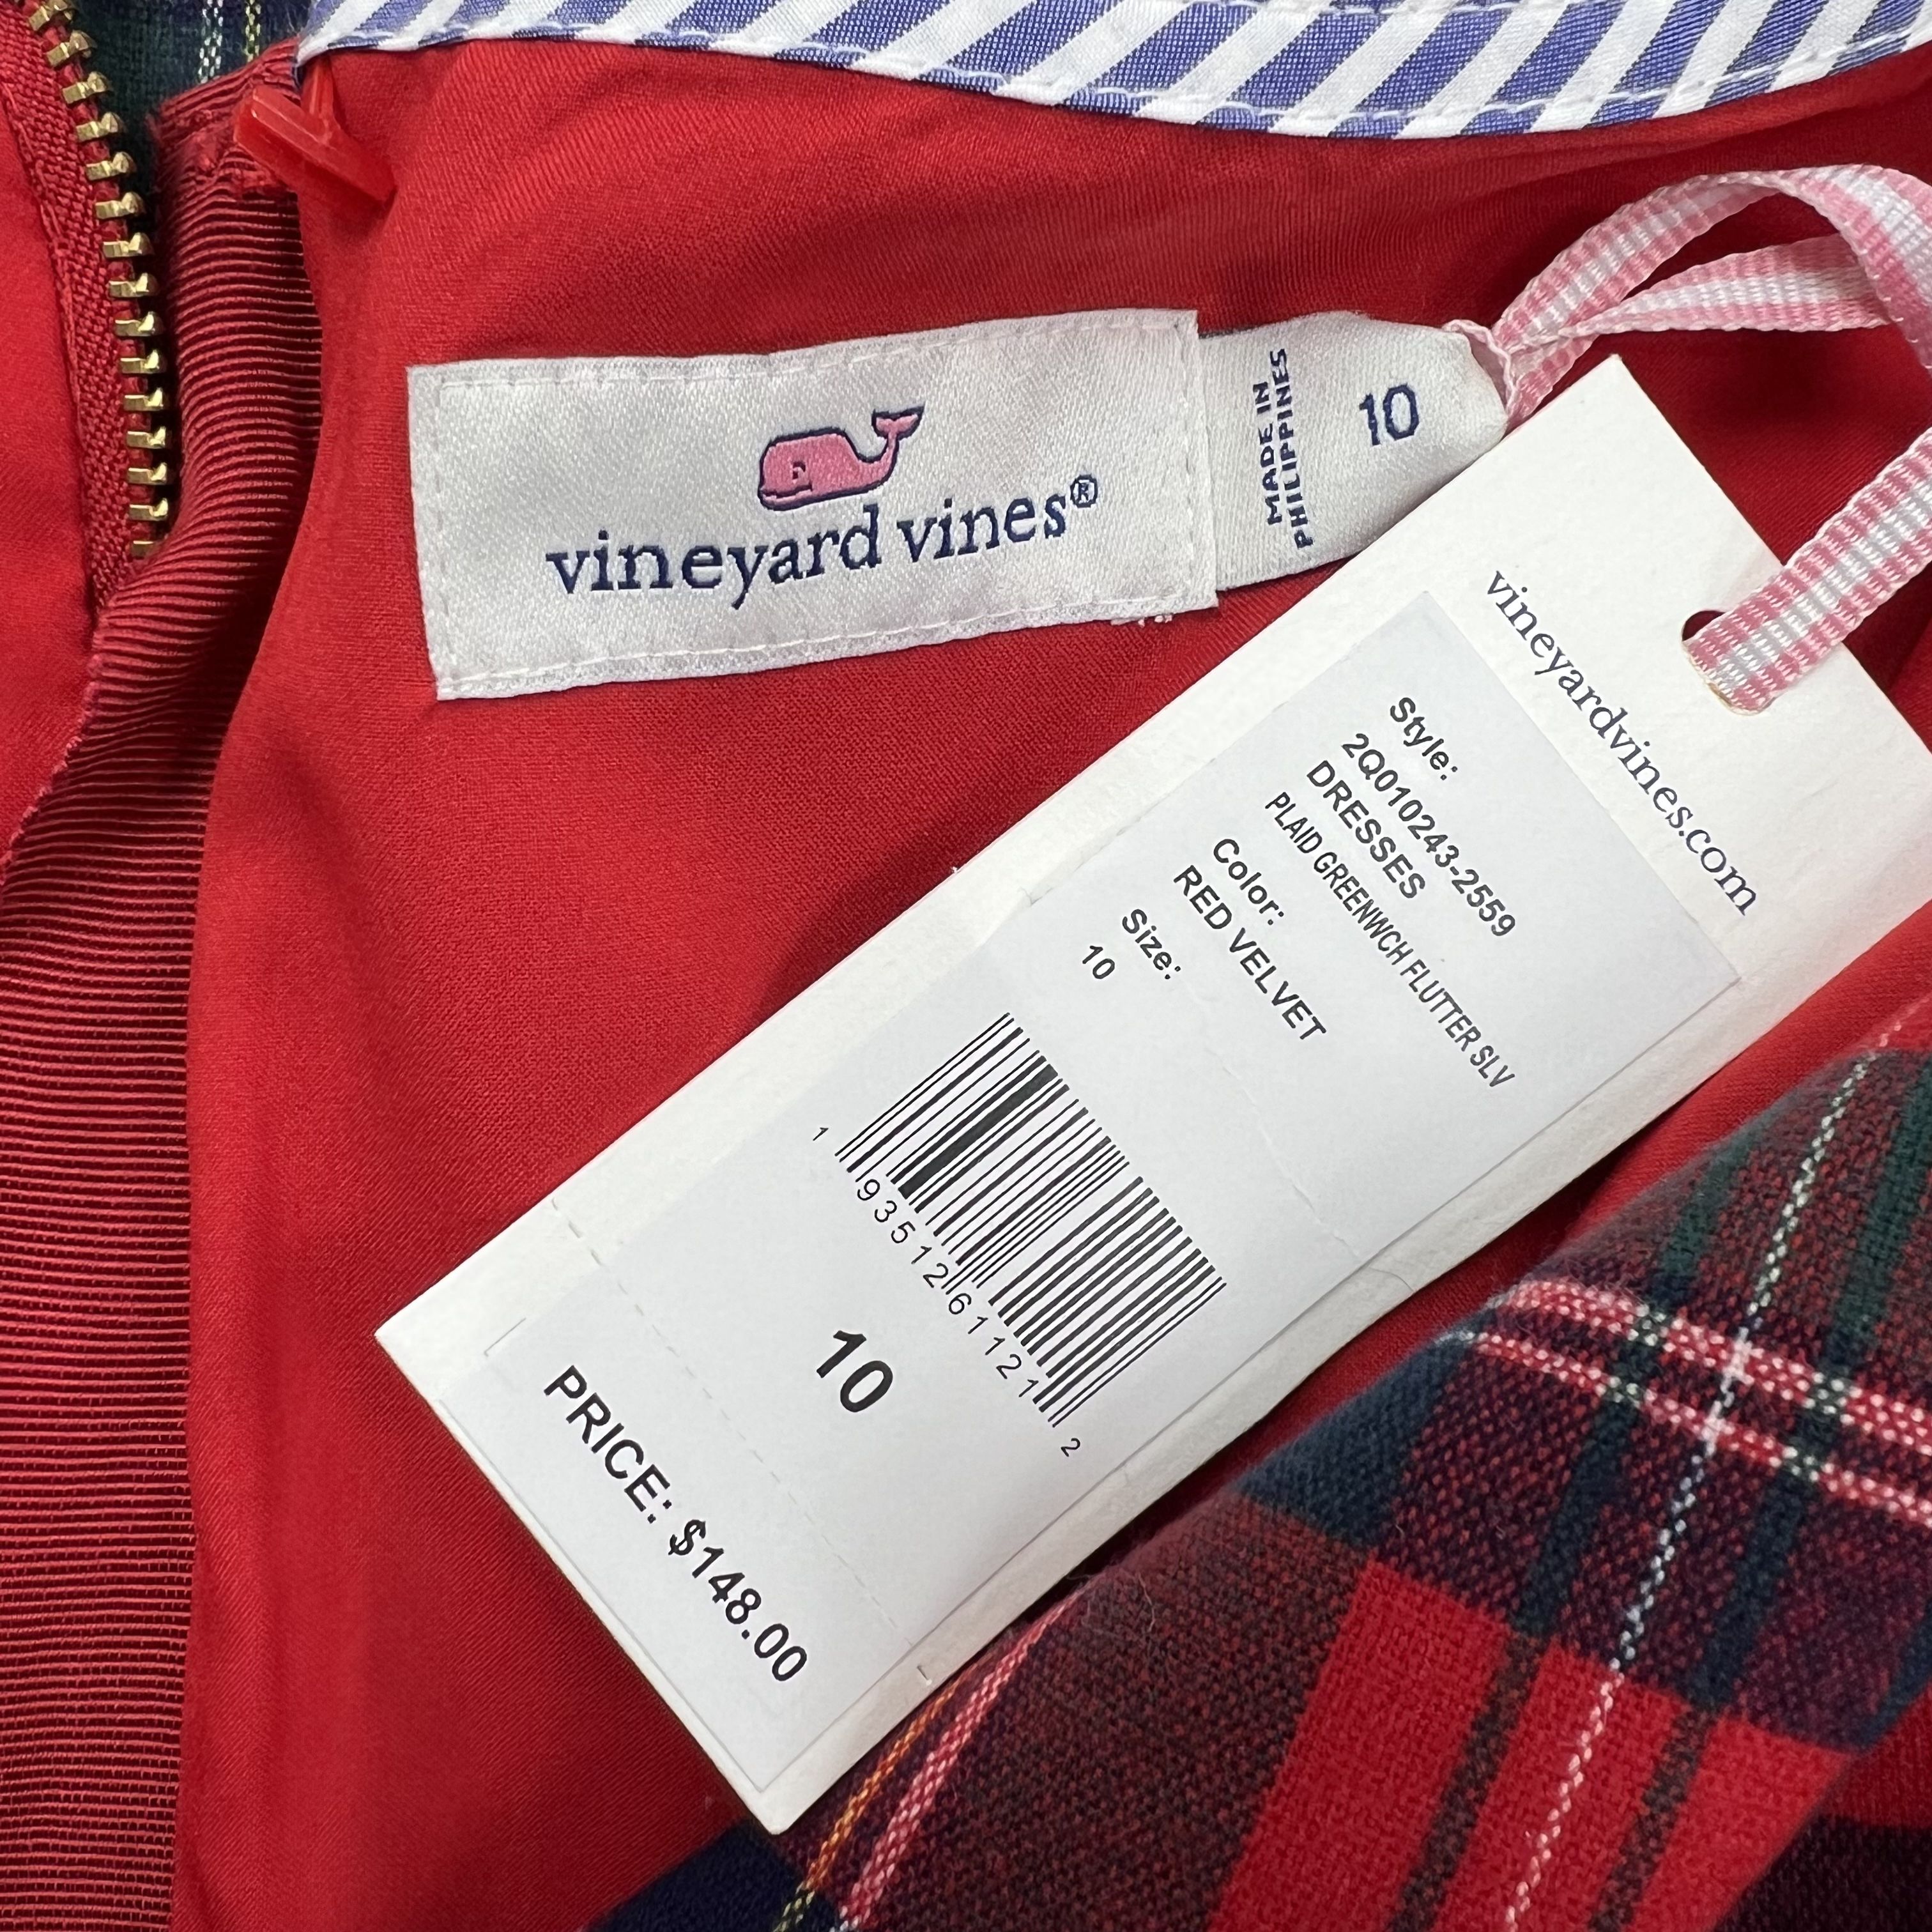 vineyard vines®
MADE IN
PHILIPPINES
10
vineyardvines.com
Style:
2Q010243-2559
DRESSES
PLAID GREENWCH FLUTTER SLV
Color:
RED VELVET
Size:
10
1 93512 61121 2
10
PRICE: $148.00